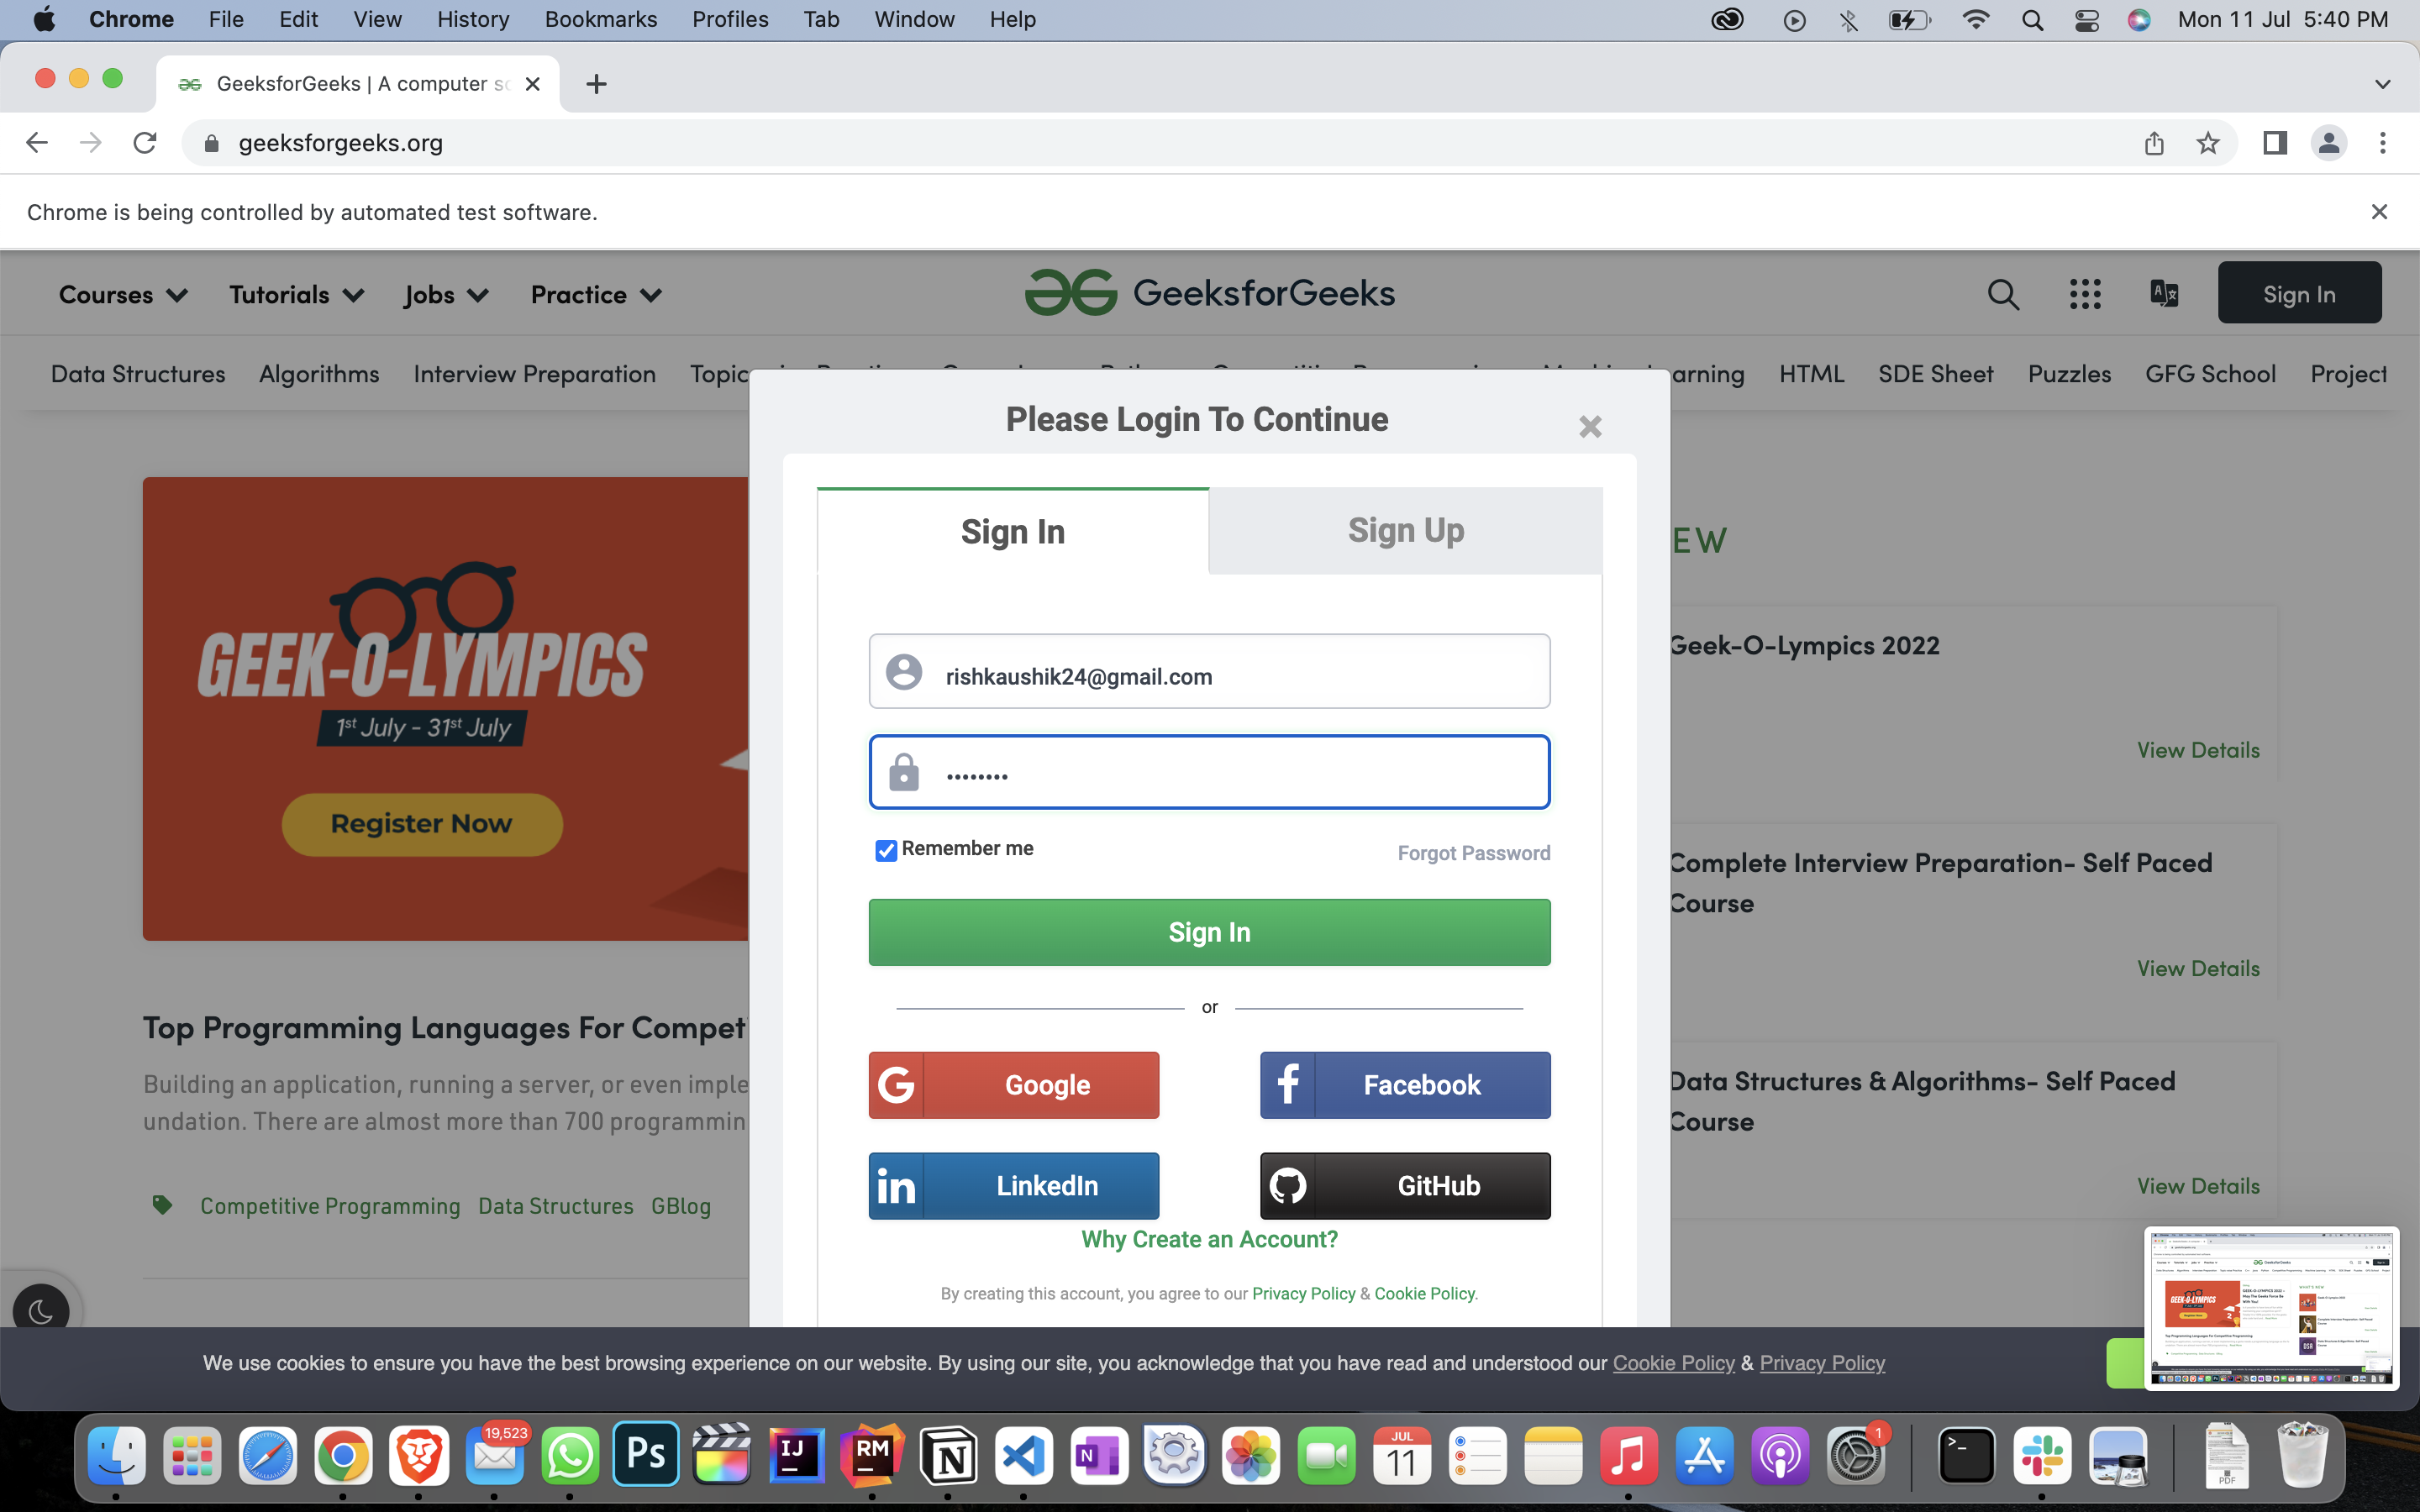 Chrome File Edit View History Bookmarks Profiles Tab Window Help Mon 11 Jul 5:40 PM
GeeksforGeeks | A computer sc
geeksforgeeks.org
Chrome is being controlled by automated test software.
Courses Tutorials Jobs Practice GeeksforGeeks Sign In
Data Structures Algorithms Interview Preparation Topic arning HTML SDE Sheet Puzzles GFG School Project
Please Login To Continue
Sign In Sign Up
EW
GEEK-O-LYMPICS
1st July - 31st July
Register Now
rishkaushik24@gmail.com
••••••••
Remember me Forgot Password
Sign In
or
Google Facebook
LinkedIn GitHub
Why Create an Account?
By creating this account, you agree to our Privacy Policy & Cookie Policy.
Geek-O-Lympics 2022
View Details
Complete Interview Preparation- Self Paced
Course
View Details
Data Structures & Algorithms- Self Paced
Course
View Details
Top Programming Languages For Compet
Building an application, running a server, or even imple
undation. There are almost more than 700 programmin
Competitive Programming Data Structures GBlog
We use cookies to ensure you have the best browsing experience on our website. By using our site, you acknowledge that you have read and understood our Cookie Policy & Privacy Policy
19,523 Ps IJ RM N JUL 11 1 PDF